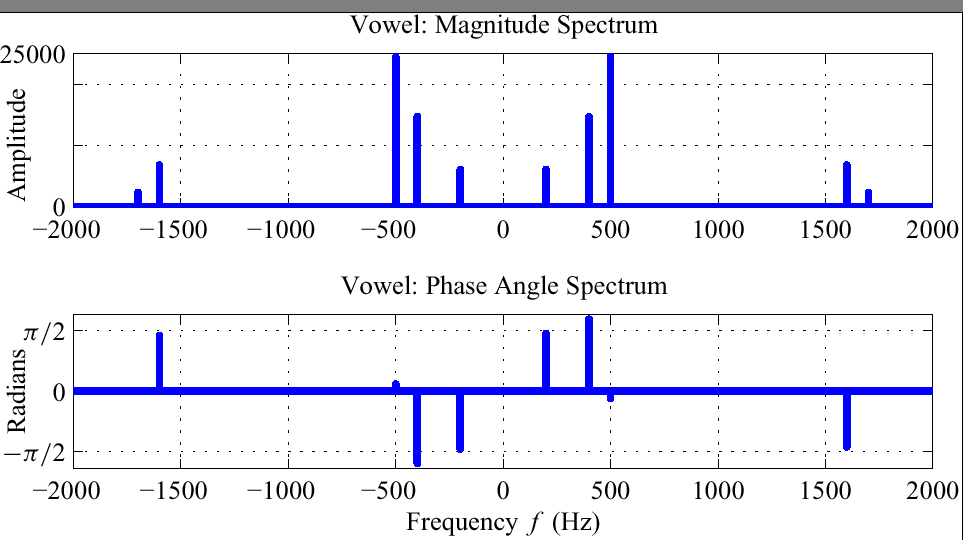 Vowel: Magnitude Spectrum
25000
Amplitude
0
−2000 −1500 −1000 −500 0 500 1000 1500 2000
Vowel: Phase Angle Spectrum
π/2
Radians
0
−π/2
−2000 −1500 −1000 −500 0 500 1000 1500 2000
Frequency f (Hz)